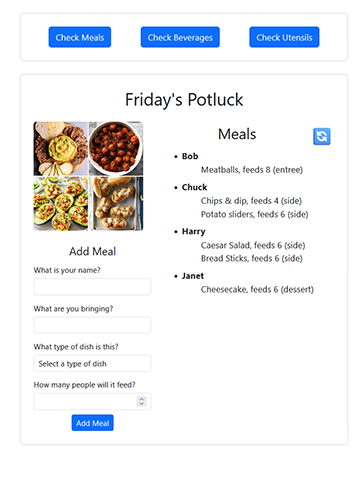 Check Meals
Check Beverages
Check Utensils
Friday's Potluck
Meals
Bob
Meatballs, feeds 8 (entree)
Chuck
Chips & dip, feeds 4 (side)
Potato sliders, feeds 6 (side)
Harry
Caesar Salad, feeds 6 (side)
Bread Sticks, feeds 6 (side)
Janet
Cheesecake, feeds 6 (dessert)
Add Meal
What is your name?
What are you bringing?
What type of dish is this?
Select a type of dish
How many people will it feed?
Add Meal